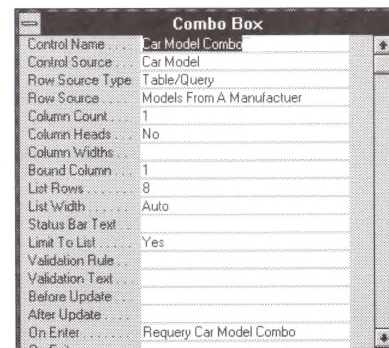 Combo Box
Control Name.... Car Model Combo
Control Source.. Car Model
Row Source Type Table/Query
Row Source..... Models From A Manufactuer
Column Count... 1
Column Heads.. No
Column Widths..
Bound Column.. 1
List Rows....... 8
List Width...... Auto
Status Bar Text..
Limit To List..... Yes
Validation Rule..
Validation Text..
Before Update..
After Update....
On Enter....... Requery Car Model Combo